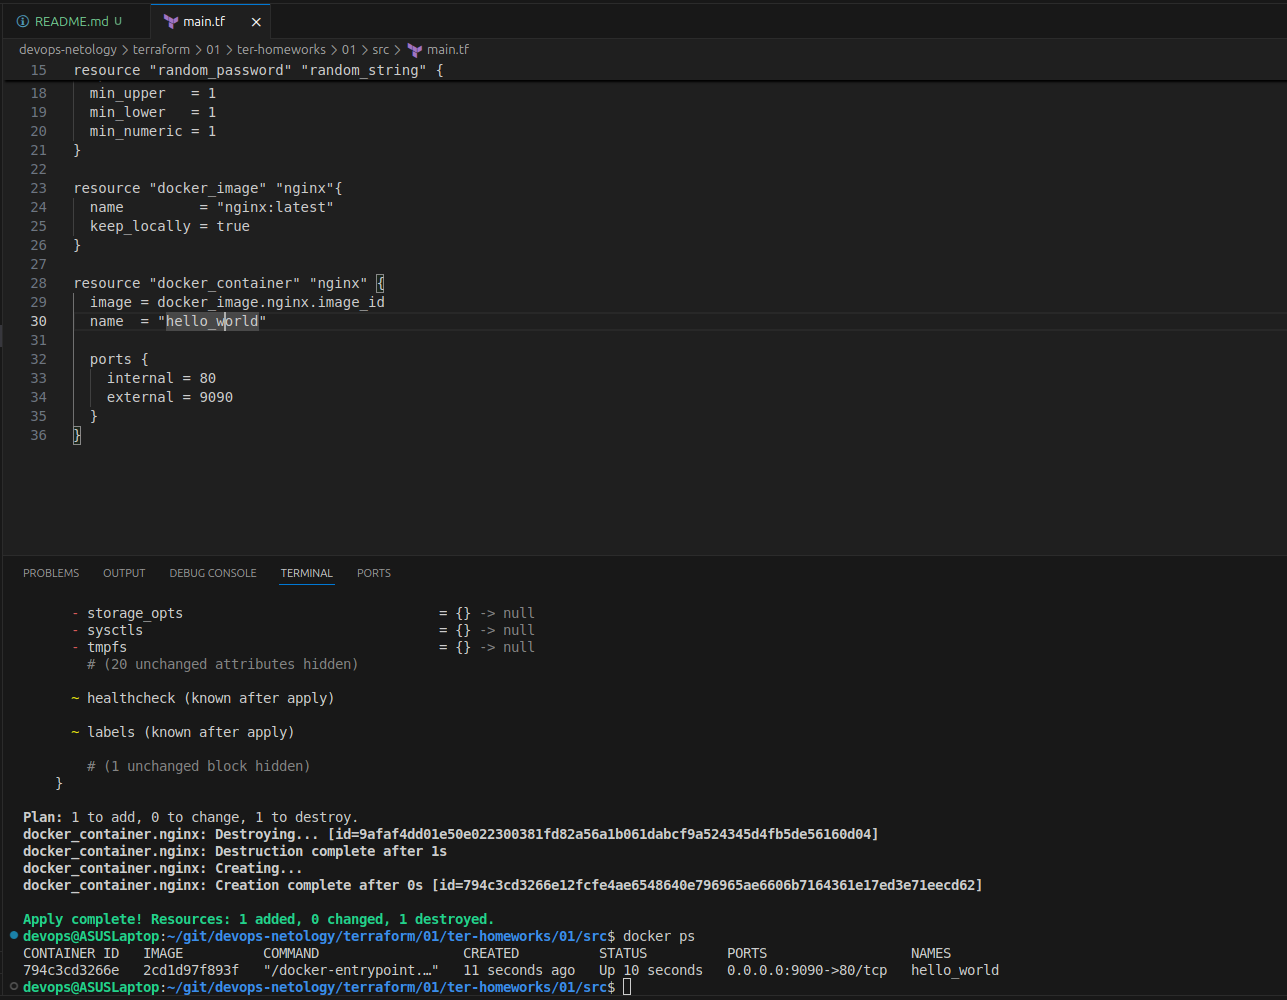 README.md U main.tf
devops-netology > terraform > 01 > ter-homeworks > 01 > src > main.tf
15 resource "random_password" "random_string" {
18 min_upper = 1
19 min_lower = 1
20 min_numeric = 1
21 }
22
23 resource "docker_image" "nginx"{
24 name = "nginx:latest"
25 keep_locally = true
26 }
27
28 resource "docker_container" "nginx" {
29 image = docker_image.nginx.image_id
30 name = "hello_world"
31
32 ports {
33 internal = 80
34 external = 9090
35 }
36 }
PROBLEMS OUTPUT DEBUG CONSOLE TERMINAL PORTS
- storage_opts = {} -> null
- sysctls = {} -> null
- tmpfs = {} -> null
# (20 unchanged attributes hidden)
~ healthcheck (known after apply)
~ labels (known after apply)
# (1 unchanged block hidden)
}
Plan: 1 to add, 0 to change, 1 to destroy.
docker_container.nginx: Destroying... [id=9afaf4dd01e50e022300381fd82a56a1b061dabcf9a524345d4fb5de56160d04]
docker_container.nginx: Destruction complete after 1s
docker_container.nginx: Creating...
docker_container.nginx: Creation complete after 0s [id=794c3cd3266e12fcfe4ae6548640e796965ae6606b7164361e17ed3e71eecd62]
Apply complete! Resources: 1 added, 0 changed, 1 destroyed.
devops@ASUSLaptop:~/git/devops-netology/terraform/01/ter-homeworks/01/src$ docker ps
CONTAINER ID IMAGE COMMAND CREATED STATUS PORTS NAMES
794c3cd3266e 2cd1d97f893f "/docker-entrypoint.…" 11 seconds ago Up 10 seconds 0.0.0.0:9090->80/tcp hello_world
devops@ASUSLaptop:~/git/devops-netology/terraform/01/ter-homeworks/01/src$